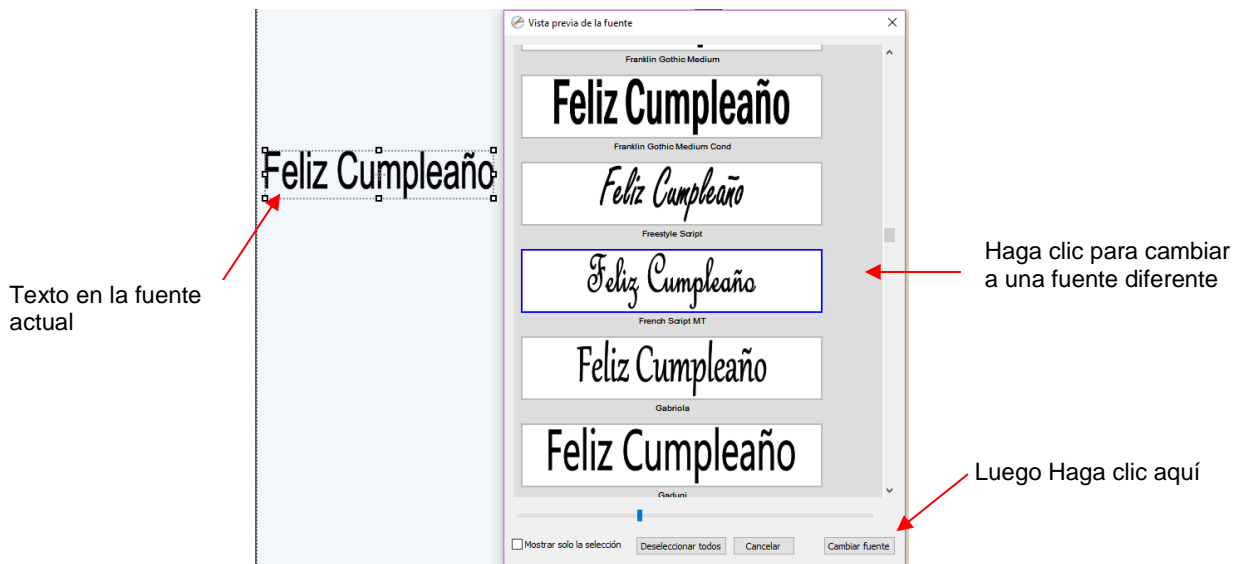 Vista previa de la fuente
Franklin Gothic Medium
Feliz Cumpleaño
Franklin Gothic Medium Cond
Feliz Cumpleaño
Freestyle Script
Feliz Cumpleaño
French Script MT
Feliz Cumpleaño
Gabriola
Feliz Cumpleaño
Gadugi
Mostrar solo la selección
Deseleccionar todos
Cancelar
Cambiar fuente
Feliz Cumpleaño
Texto en la fuente
actual
Haga clic para cambiar
a una fuente diferente
Luego Haga clic aquí